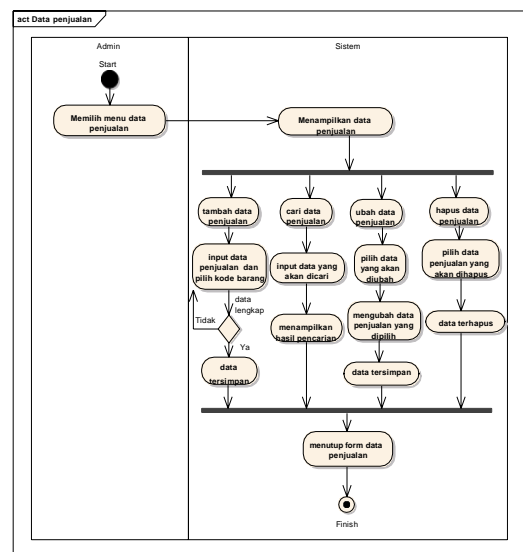 act Data penjualan
Admin
Sistem
Start
Memilih menu data
penjualan
Menampilkan data
penjualan
tambah data
penjualan
cari data
penjualan
ubah data
penjualan
hapus data
penjualan
input data
penjualan dan
pilih kode barang
input data yang
akan dicari
pilih data
yang akan
diubah
pilih data
penjualan yang
akan dihapus
data
lengkap
Tidak
Ya
menampilkan
hasil pencarian
mengubah data
penjualan yang
dipilih
data terhapus
data
tersimpan
data tersimpan
menutup form data
penjualan
Finish